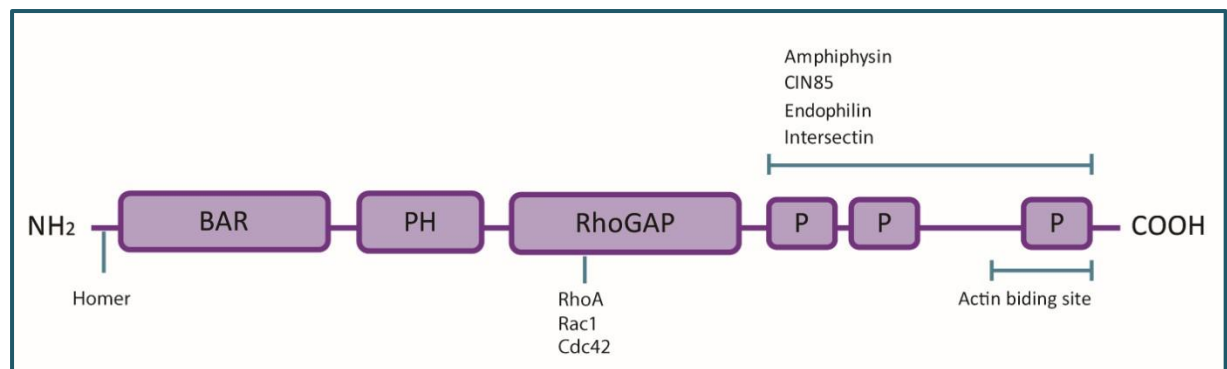 Amphiphysin
CIN85
Endophilin
Intersectin
NH2 BAR PH RhoGAP P P P COOH
Homer
RhoA
Rac1
Cdc42
Actin biding site